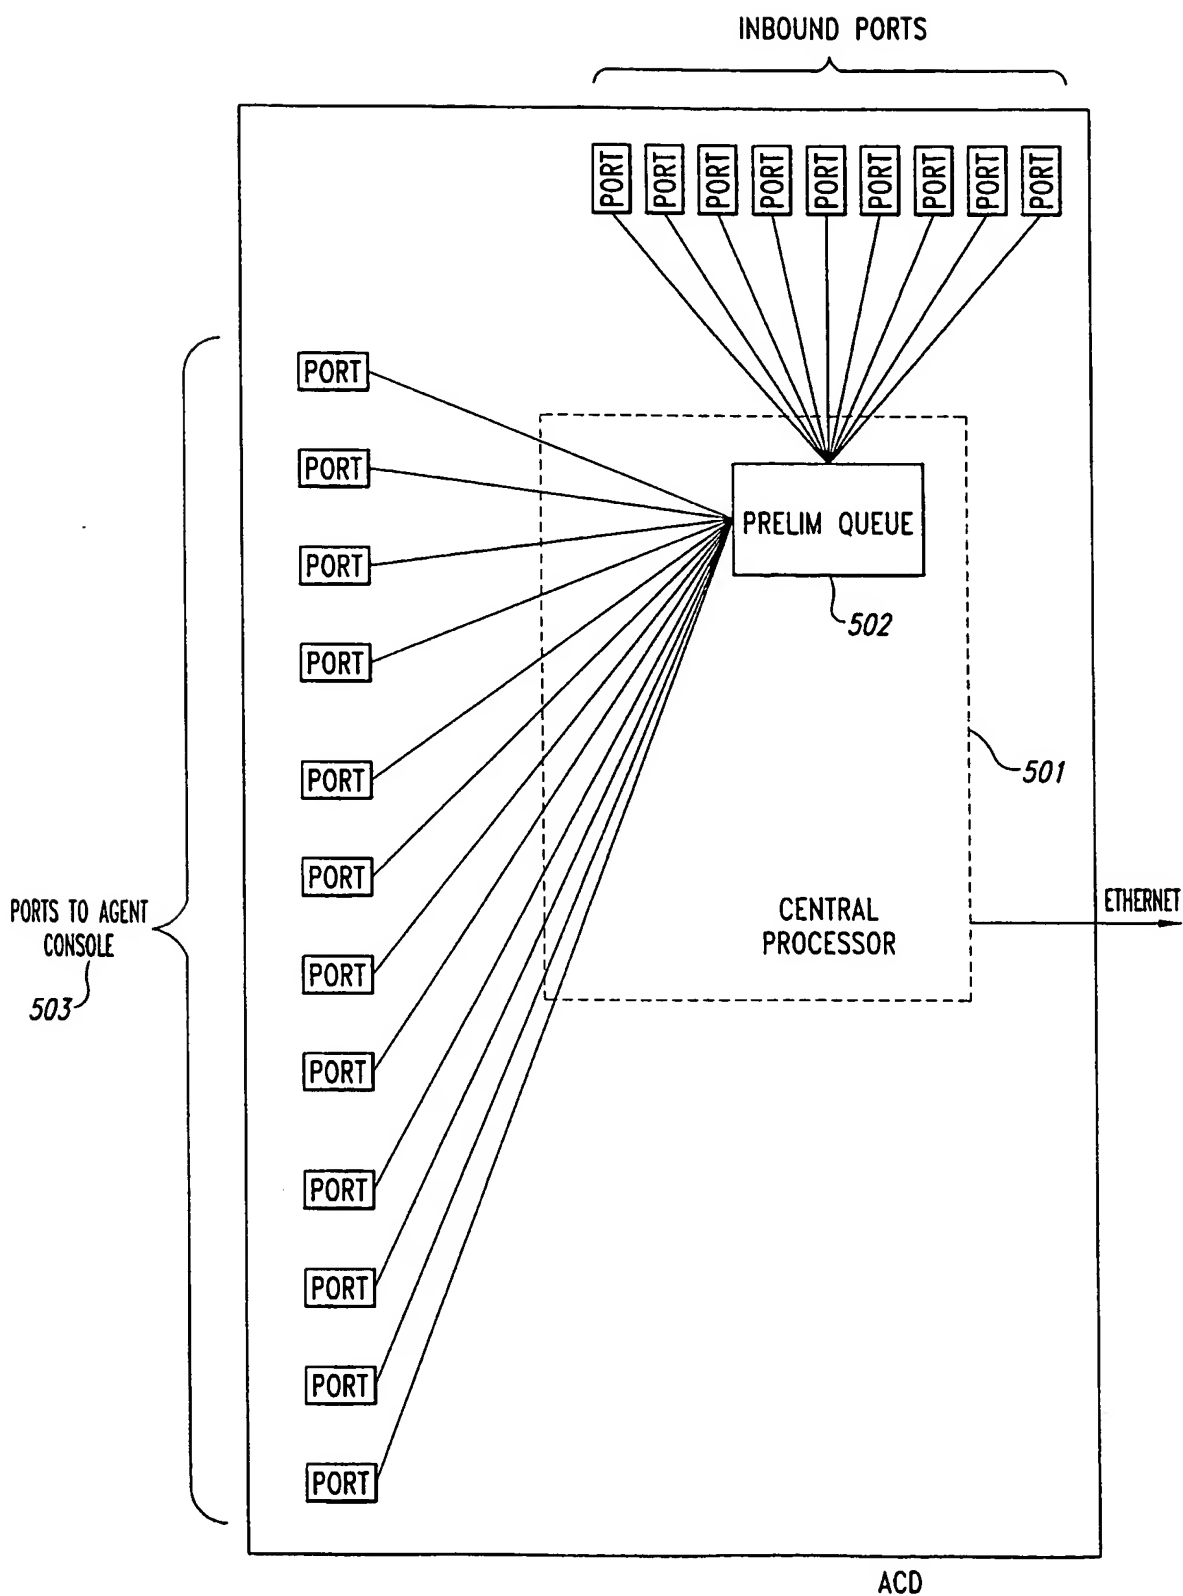 INBOUND PORTS
PORT PORT PORT PORT PORT PORT PORT PORT PORT
PORT
PORT
PRELIM QUEUE
PORT
502
PORT
501
PORT
PORT
ETHERNET
PORTS TO AGENT
CONSOLE
503
CENTRAL
PROCESSOR
PORT
PORT
PORT
PORT
PORT
PORT
ACD